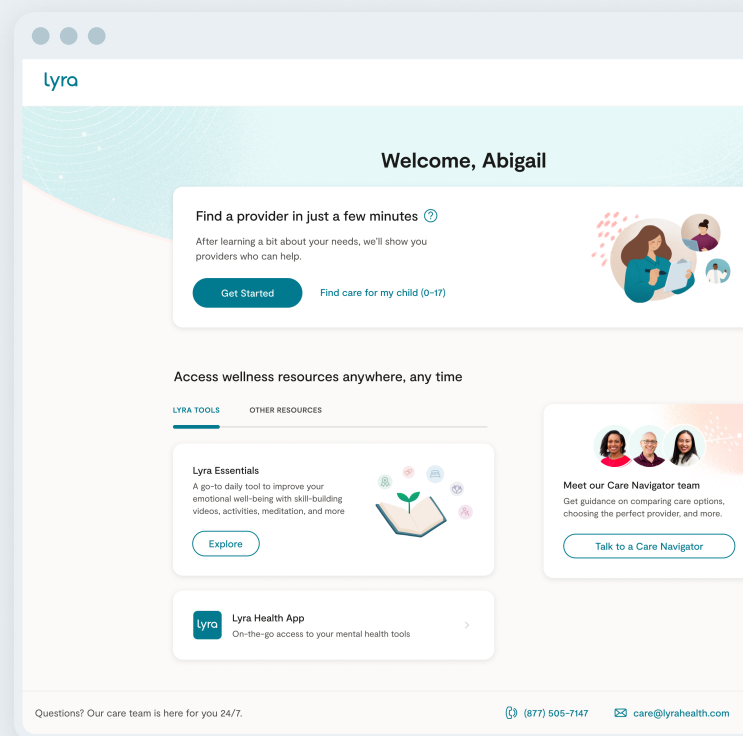 lyra
Welcome, Abigail
Find a provider in just a few minutes ?
After learning a bit about your needs, we'll show you
providers who can help.
Get Started
Find care for my child (0-17)
Access wellness resources anywhere, any time
LYRA TOOLS
OTHER RESOURCES
Lyra Essentials
A go-to daily tool to improve your
emotional well-being with skill-building
videos, activities, meditation, and more
Explore
Meet our Care Navigator team
Get guidance on comparing care options,
choosing the perfect provider, and more.
Talk to a Care Navigator
lyra
Lyra Health App
On-the-go access to your mental health tools
Questions? Our care team is here for you 24/7.
(877) 505-7147
care@lyrahealth.com